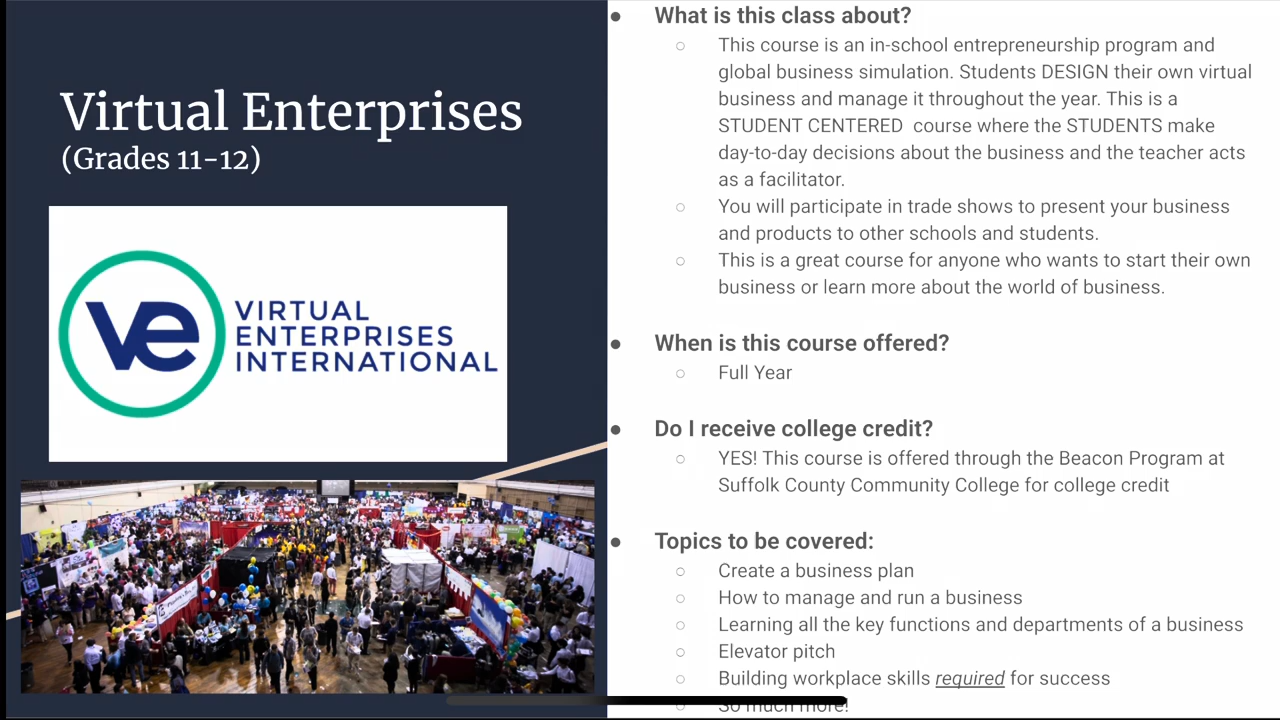 Virtual Enterprises
(Grades 11-12)
ve
VIRTUAL
ENTERPRISES
INTERNATIONAL
What is this class about?
This course is an in-school entrepreneurship program and
global business simulation. Students DESIGN their own virtual
business and manage it throughout the year. This is a
STUDENT CENTERED course where the STUDENTS make
day-to-day decisions about the business and the teacher acts
as a facilitator.
You will participate in trade shows to present your business
and products to other schools and students.
This is a great course for anyone who wants to start their own
business or learn more about the world of business.
When is this course offered?
Full Year
Do I receive college credit?
YES! This course is offered through the Beacon Program at
Suffolk County Community College for college credit
Topics to be covered:
Create a business plan
How to manage and run a business
Learning all the key functions and departments of a business
Elevator pitch
Building workplace skills required for success
So much more!